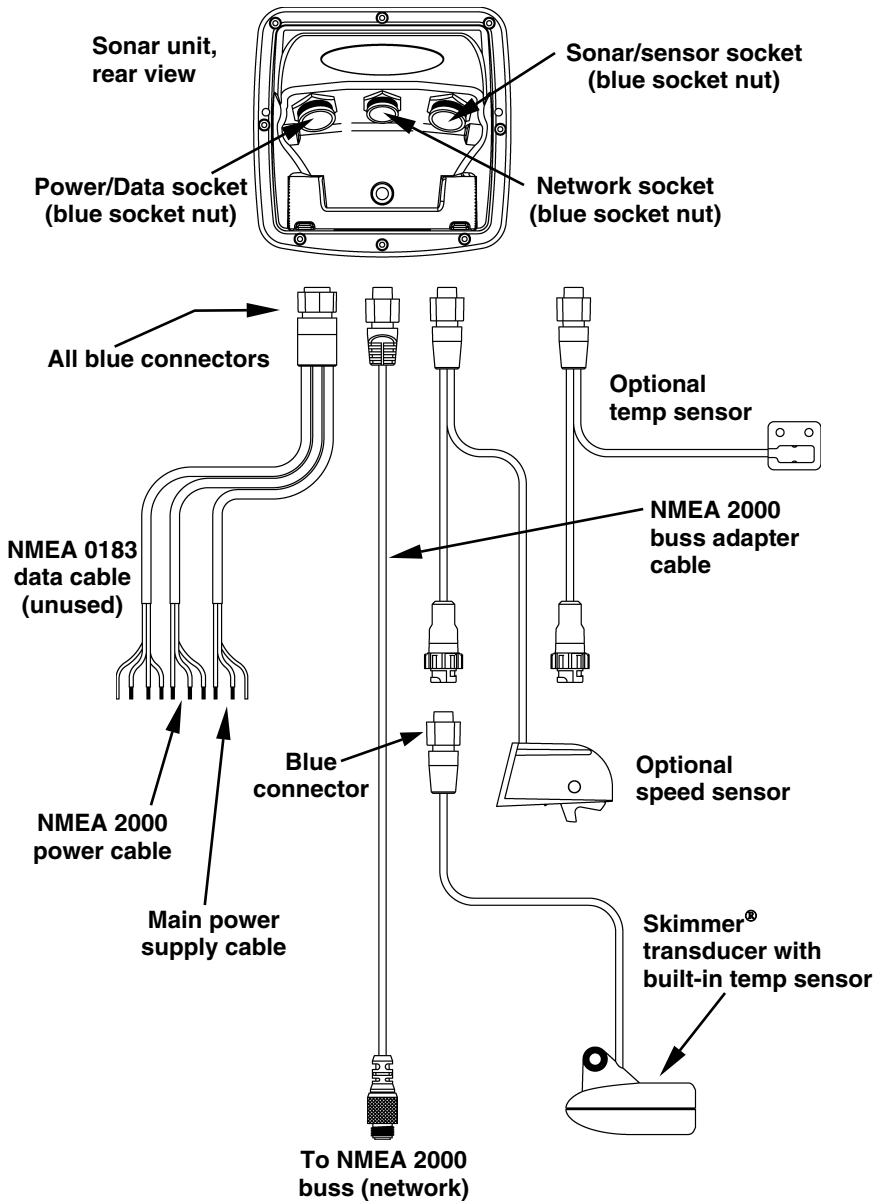 Sonar unit,
rear view
Sonar/sensor socket
(blue socket nut)
Power/Data socket
(blue socket nut)
Network socket
(blue socket nut)
All blue connectors
Optional
temp sensor
NMEA 0183
data cable
(unused)
NMEA 2000
buss adapter
cable
Blue
connector
Optional
speed sensor
NMEA 2000
power cable
Main power
supply cable
Skimmer®
transducer with
built-in temp sensor
To NMEA 2000
buss (network)